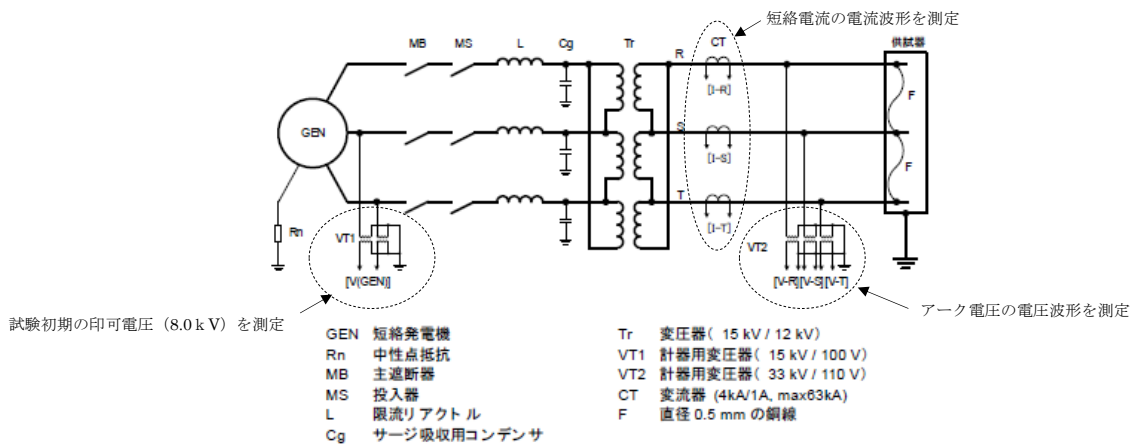 短絡電流の電流波形を測定
MB MS L Cg Tr R CT 供試器
[I-R]
F
GEN
S
[I-S]
F
T
[I-T]
Rn
VT1
VT2
[V(GEN)]
[V-R][V-S][V-T]
試験初期の印可電圧（8.0ｋV）を測定
アーク電圧の電圧波形を測定
GEN 短絡発電機
Rn 中性点抵抗
MB 主遮断器
MS 投入器
L 限流リアクトル
Cg サージ吸収用コンデンサ
Tr 変圧器( 15 kV / 12 kV)
VT1 計器用変圧器( 15 kV / 100 V)
VT2 計器用変圧器( 33 kV / 110 V)
CT 変流器 (4kA/1A, max63kA)
F 直径 0.5 mm の銅線